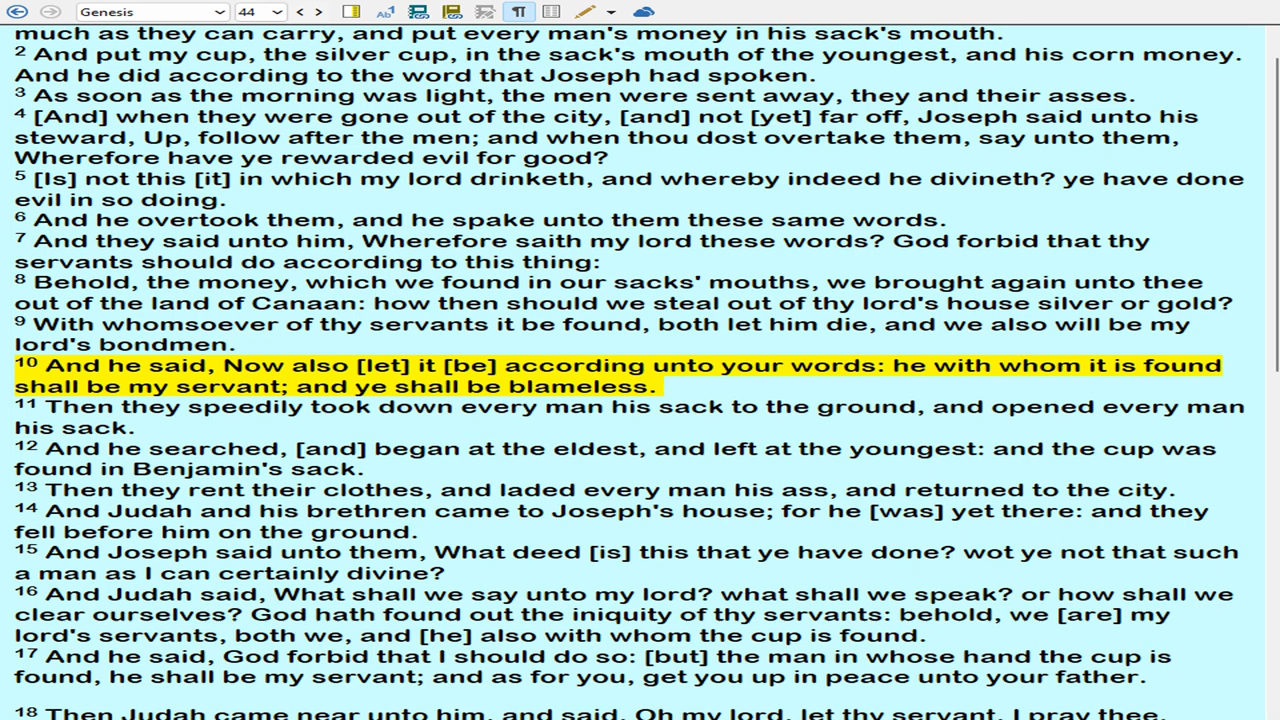 Genesis 44 < >
much as they can carry, and put every man's money in his sack's mouth.
2 And put my cup, the silver cup, in the sack's mouth of the youngest, and his corn money.
And he did according to the word that Joseph had spoken.
3 As soon as the morning was light, the men were sent away, they and their asses.
4 [And] when they were gone out of the city, [and] not [yet] far off, Joseph said unto his
steward, Up, follow after the men; and when thou dost overtake them, say unto them,
Wherefore have ye rewarded evil for good?
5 [Is] not this [it] in which my lord drinketh, and whereby indeed he divineth? ye have done
evil in so doing.
6 And he overtook them, and he spake unto them these same words.
7 And they said unto him, Wherefore saith my lord these words? God forbid that thy
servants should do according to this thing:
8 Behold, the money, which we found in our sacks' mouths, we brought again unto thee
out of the land of Canaan: how then should we steal out of thy lord's house silver or gold?
9 With whomsoever of thy servants it be found, both let him die, and we also will be my
lord's bondmen.
10 And he said, Now also [let] it [be] according unto your words: he with whom it is found
shall be my servant; and ye shall be blameless.
11 Then they speedily took down every man his sack to the ground, and opened every man
his sack.
12 And he searched, [and] began at the eldest, and left at the youngest: and the cup was
found in Benjamin's sack.
13 Then they rent their clothes, and laded every man his ass, and returned to the city.
14 And Judah and his brethren came to Joseph's house; for he [was] yet there: and they
fell before him on the ground.
15 And Joseph said unto them, What deed [is] this that ye have done? wot ye not that such
a man as I can certainly divine?
16 And Judah said, What shall we say unto my lord? what shall we speak? or how shall we
clear ourselves? God hath found out the iniquity of thy servants: behold, we [are] my
lord's servants, both we, and [he] also with whom the cup is found.
17 And he said, God forbid that I should do so: [but] the man in whose hand the cup is
found, he shall be my servant; and as for you, get you up in peace unto your father.
18 Then Judah came near unto him, and said, Oh my lord, let thy servant, I pray thee,